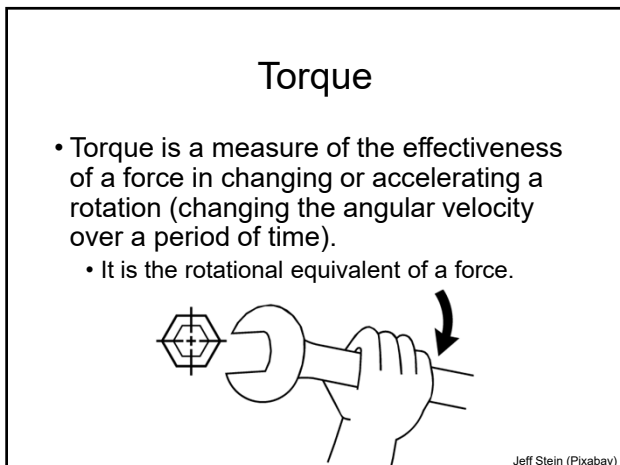 Torque
• Torque is a measure of the effectiveness
of a force in changing or accelerating a
rotation (changing the angular velocity
over a period of time).
• It is the rotational equivalent of a force.
Jeff Stein (Pixabay)